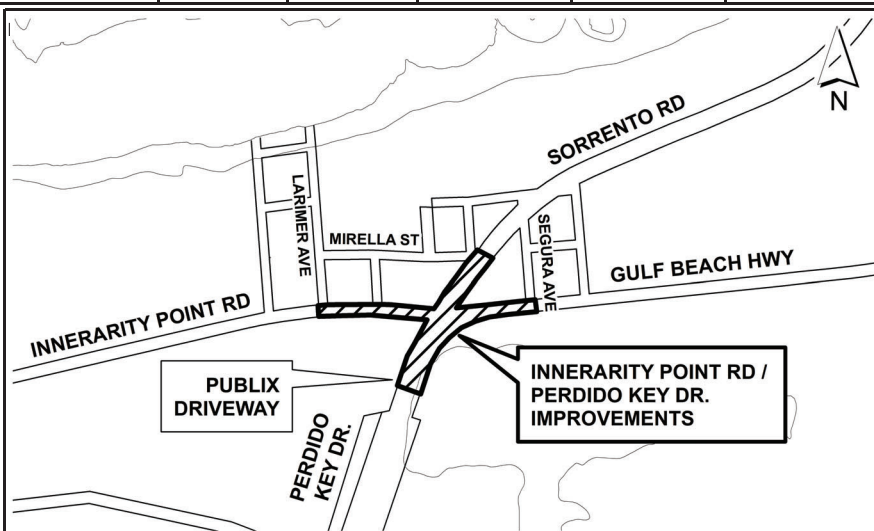 N
SORRENTO RD
LARIMER AVE
MIRELLA ST
SEGURA AVE
GULF BEACH HWY
INNERARITY POINT RD
PUBLIX
DRIVEWAY
INNERARITY POINT RD /
PERDIDO KEY DR.
IMPROVEMENTS
PERDIDO
KEY DR.